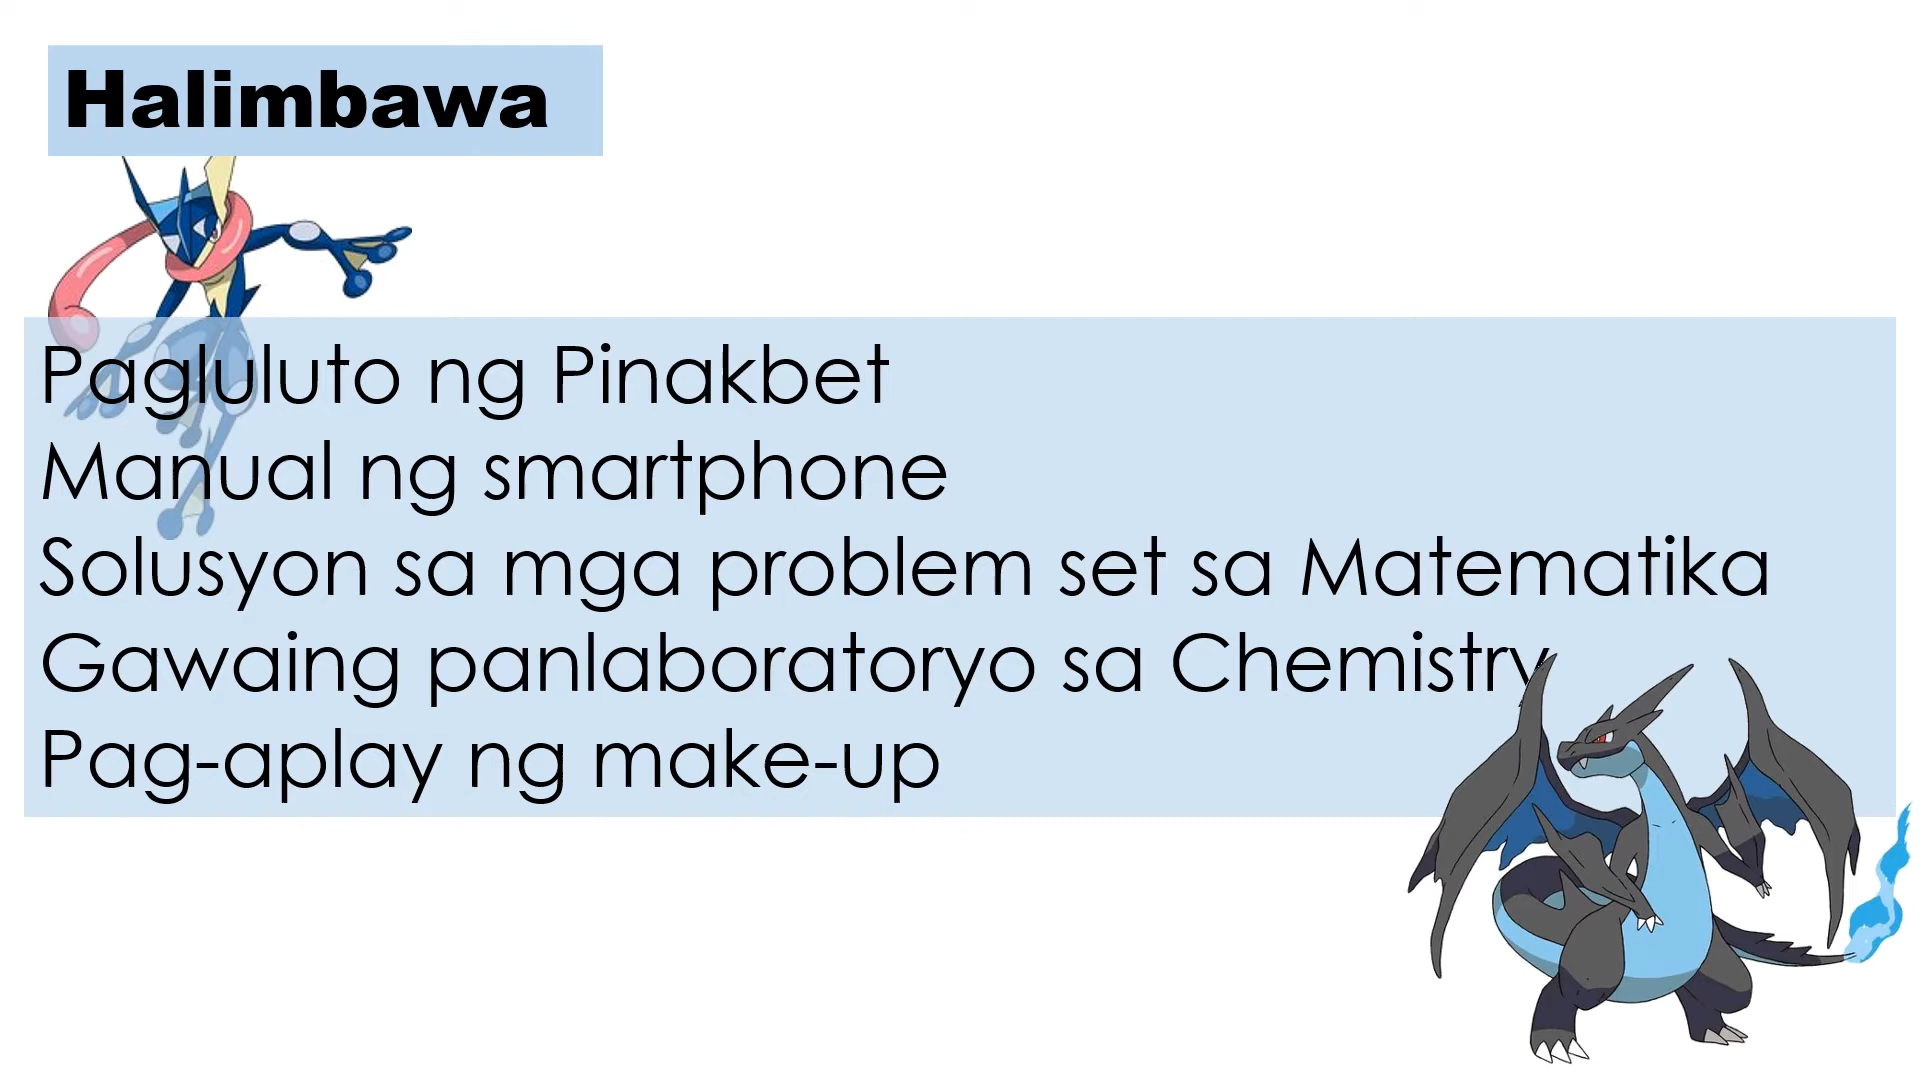 Halimbawa
Pagluluto ng Pinakbet
Manual ng smartphone
Solusyon sa mga problem set sa Matematika
Gawaing panlaboratoryo sa Chemistry
Pag-aplay ng make-up